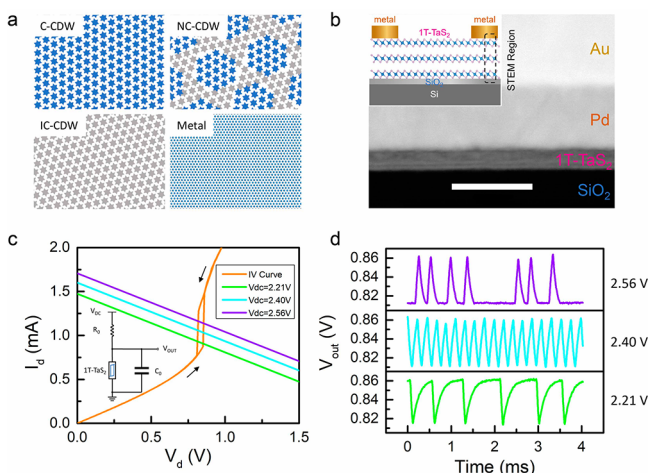 a
C-CDW
NC-CDW
IC-CDW
Metal
b
metal
metal
1T-TaS2
SiO2
Si
STEM Region
Au
Pd
1T-TaS2
SiO2
c
2.0
1.5
1.0
0.5
0.0
Id (mA)
0.0 0.5 1.0 1.5
Vd (V)
IV Curve
Vdc=2.21V
Vdc=2.40V
Vdc=2.56V
VDC
R0
VOUT
1T-TaS2
C0
d
0.86
0.84
0.82
0.86
0.84
0.82
0.86
0.84
0.82
Vout (V)
2.56 V
2.40 V
2.21 V
0 1 2 3 4
Time (ms)